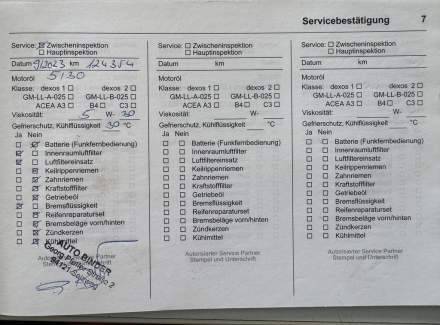 Servicebestätigung 7
Service: ☒ Zwischeninspektion
☐ Hauptinspektion
Datum 9/2023 km 124354
Motoröl 5130
Klasse: dexos 1 ☐ dexos 2 ☐
GM-LL-A-025 ☐ GM-LL-B-025 ☐
ACEA A3 ☐ B4 ☐ C3 ☐
Viskosität: 5 W- 30
Gefrierschutz, Kühlflüssigkeit 30 °C
Ja Nein
☐ ☒ Batterie (Funkfernbedienung)
☒ ☐ Innenraumluftfilter
☒ ☐ Luftfiltereinsatz
☐ ☒ Keilrippenriemen
☐ ☒ Zahnriemen
☐ ☒ Kraftstofffilter
☐ ☒ Getriebeöl
☒ ☐ Bremsflüssigkeit
☐ ☒ Reifenreparaturset
☐ ☒ Bremsbeläge vorn/hinten
☐ ☒ Zündkerzen
☐ ☒ Kühlmittel
AUTO BINDER
Service: ☐ Zwischeninspektion
☐ Hauptinspektion
Datum km
Motoröl
Klasse: dexos 1 ☐ dexos 2 ☐
GM-LL-A-025 ☐ GM-LL-B-025 ☐
ACEA A3 ☐ B4 ☐ C3 ☐
Viskosität: W-
Gefrierschutz, Kühlflüssigkeit °C
Ja Nein
☐ ☐ Batterie (Funkfernbedienung)
☐ ☐ Innenraumluftfilter
☐ ☐ Luftfiltereinsatz
☐ ☐ Keilrippenriemen
☐ ☐ Zahnriemen
☐ ☐ Kraftstofffilter
☐ ☐ Getriebeöl
☐ ☐ Bremsflüssigkeit
☐ ☐ Reifenreparaturset
☐ ☐ Bremsbeläge vorn/hinten
☐ ☐ Zündkerzen
☐ ☐ Kühlmittel
Autorisierter Service Partner
Stempel und Unterschrift
Service: ☐ Zwischeninspektion
☐ Hauptinspektion
Datum km
Motoröl
Klasse: dexos 1 ☐ dexos 2 ☐
GM-LL-A-025 ☐ GM-LL-B-025 ☐
ACEA A3 ☐ B4 ☐ C3 ☐
Viskosität: W-
Gefrierschutz, Kühlflüssigkeit °C
Ja Nein
☐ ☐ Batterie (Funkfernbedienung)
☐ ☐ Innenraumluftfilter
☐ ☐ Luftfiltereinsatz
☐ ☐ Keilrippenriemen
☐ ☐ Zahnriemen
☐ ☐ Kraftstofffilter
☐ ☐ Getriebeöl
☐ ☐ Bremsflüssigkeit
☐ ☐ Reifenreparaturset
☐ ☐ Bremsbeläge vorn/hinten
☐ ☐ Zündkerzen
☐ ☐ Kühlmittel
Autorisierter Service Partner
Stempel und Unterschrift